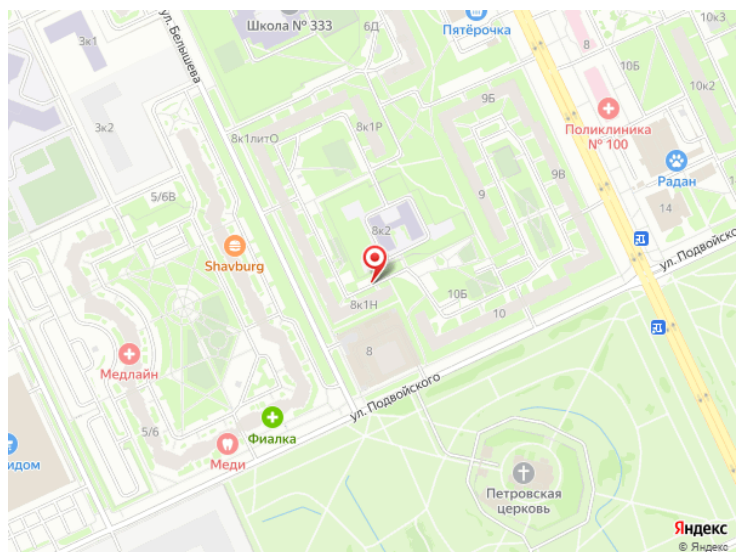 Школа № 333
6Д
Пятёрочка
10к3
3к1
ул. Белышева
8
10Б
10к2
9Б
3к2
8к1литО
8к1Р
Поликлиника
№ 100
5/6В
9
9В
Радан
8к2
14
Shavburg
ул. Подвойско
10Б
8к1Н
10
8
Медлайн
ул. Подвойского
Фиалка
5/6
Меди
идом
Петровская
церковь
Яндекс
© Яндекс